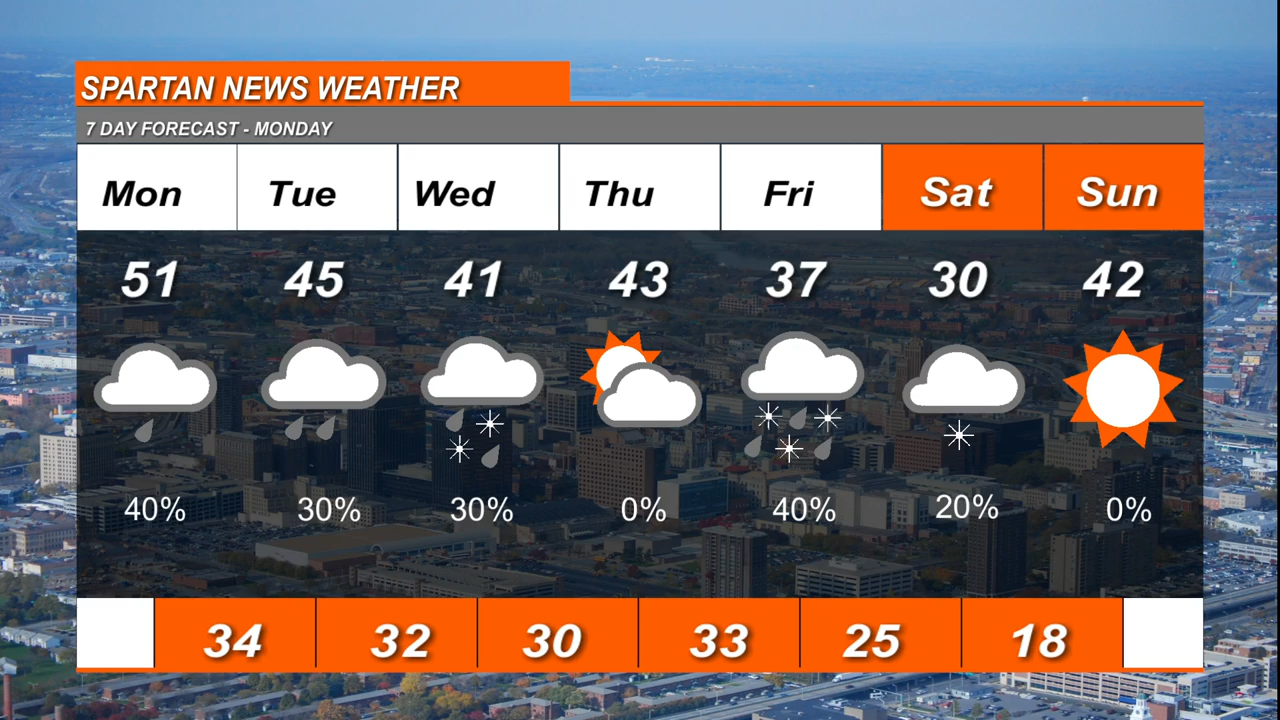 SPARTAN NEWS WEATHER
7 DAY FORECAST - MONDAY
Mon Tue Wed Thu Fri Sat Sun
51 45 41 43 37 30 42
40% 30% 30% 0% 40% 20% 0%
34 32 30 33 25 18